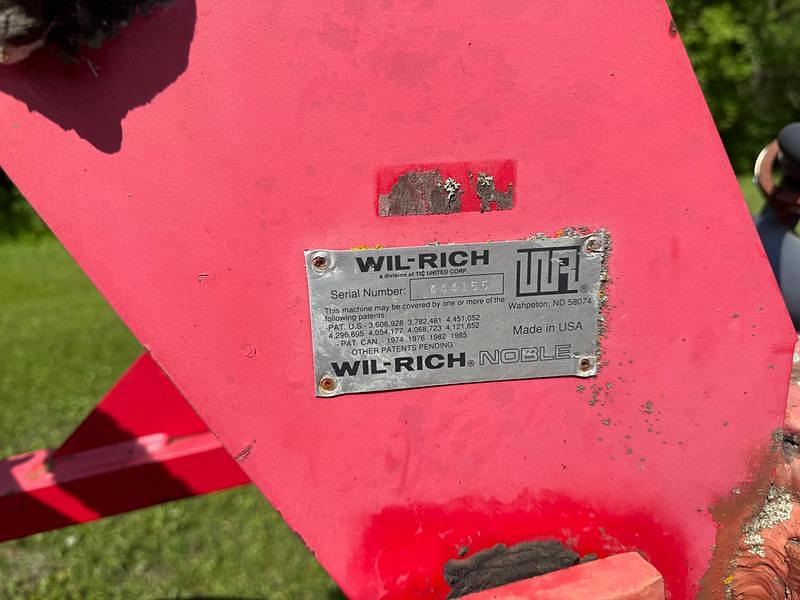 WIL-RICH
a division of TIC UNITED CORP.
Serial Number: 444165
This machine may be covered by one or more of the
following patents:
-PAT. U.S.- 3,606,928 3,782,481 4,451,052
4,296,695 4,054,177 4,068,723 4,121,852
- PAT. CAN. - 1974 1976 1982 1985
OTHER PATENTS PENDING
WIL-RICH® NOBLE
WR®
Wahpeton, ND 58074
Made in USA